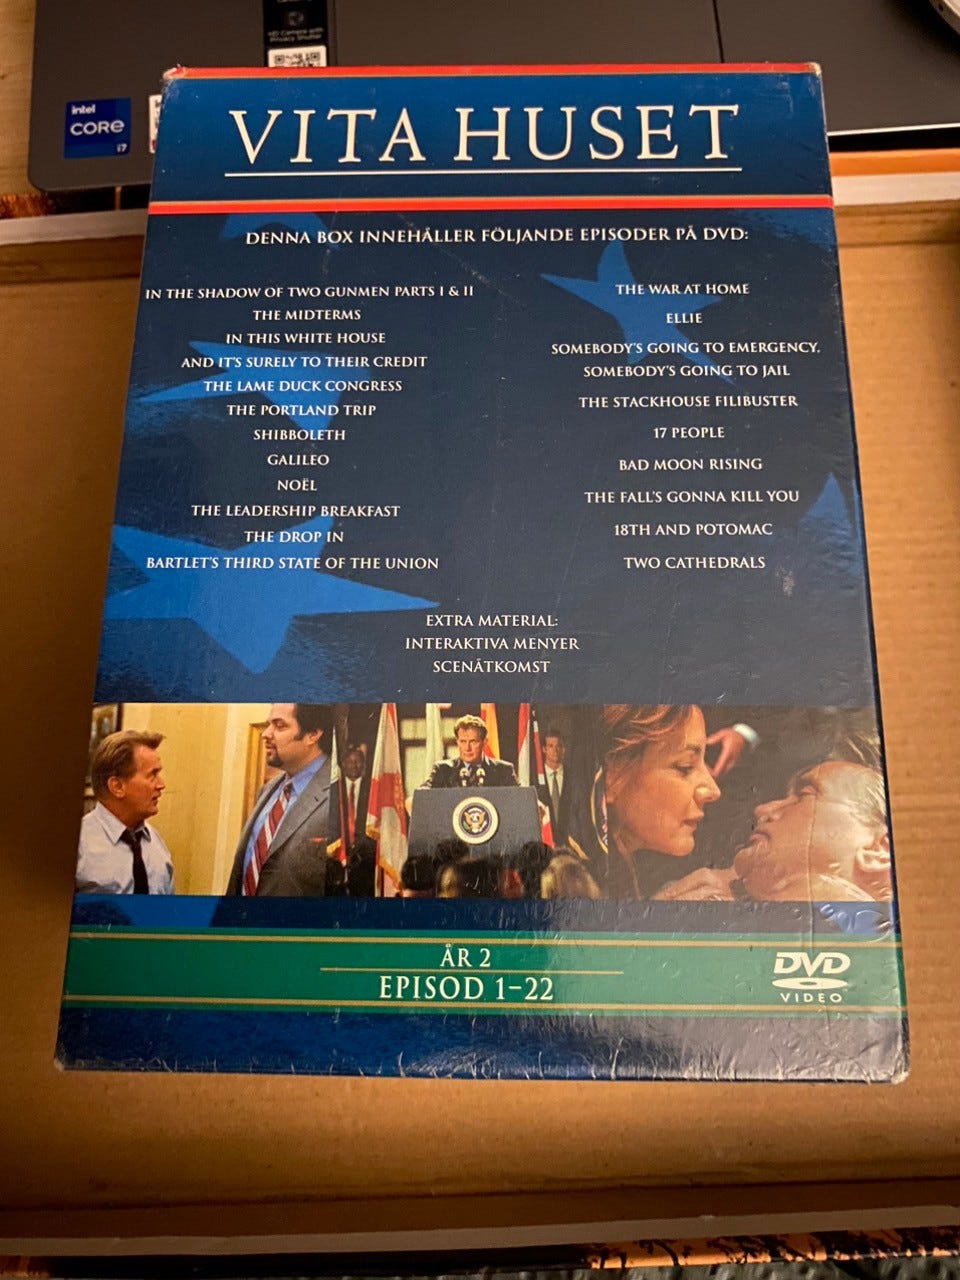 HD Camera with
Privacy Shutter
intel
CORE
i7
VITA HUSET
DENNA BOX INNEHÅLLER FÖLJANDE EPISODER PÅ DVD:
IN THE SHADOW OF TWO GUNMEN PARTS I & II
THE MIDTERMS
IN THIS WHITE HOUSE
AND IT'S SURELY TO THEIR CREDIT
THE LAME DUCK CONGRESS
THE PORTLAND TRIP
SHIBBOLETH
GALILEO
NOËL
THE LEADERSHIP BREAKFAST
THE DROP IN
BARTLET'S THIRD STATE OF THE UNION
THE WAR AT HOME
ELLIE
SOMEBODY'S GOING TO EMERGENCY,
SOMEBODY'S GOING TO JAIL
THE STACKHOUSE FILIBUSTER
17 PEOPLE
BAD MOON RISING
THE FALL'S GONNA KILL YOU
18TH AND POTOMAC
TWO CATHEDRALS
EXTRA MATERIAL:
INTERAKTIVA MENYER
SCENÅTKOMST
ÅR 2
EPISOD 1–22
DVD
VIDEO